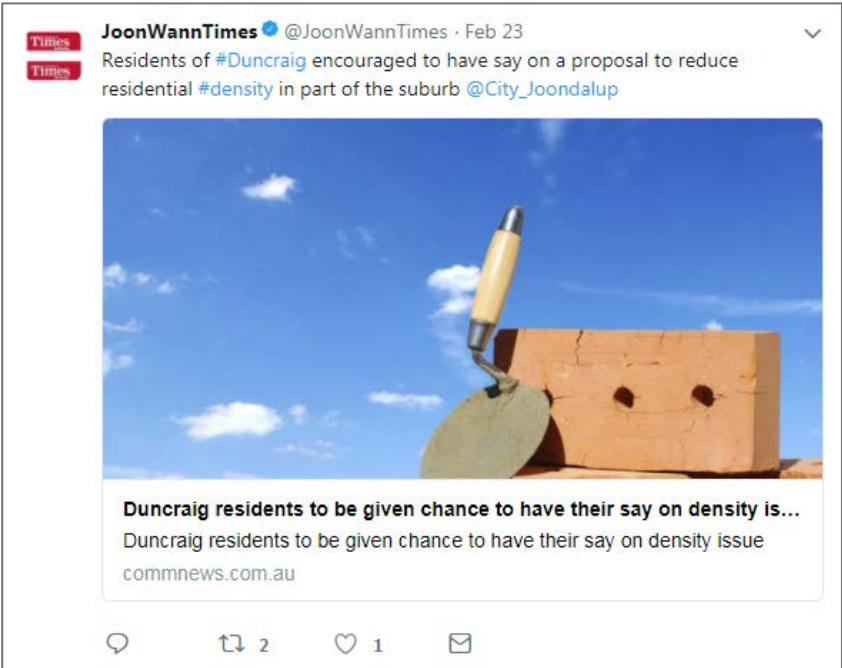 Times
Times
JoonWannTimes @JoonWannTimes · Feb 23
Residents of #Duncraig encouraged to have say on a proposal to reduce
residential #density in part of the suburb @City_Joondalup
Duncraig residents to be given chance to have their say on density is...
Duncraig residents to be given chance to have their say on density issue
commnews.com.au
2 1